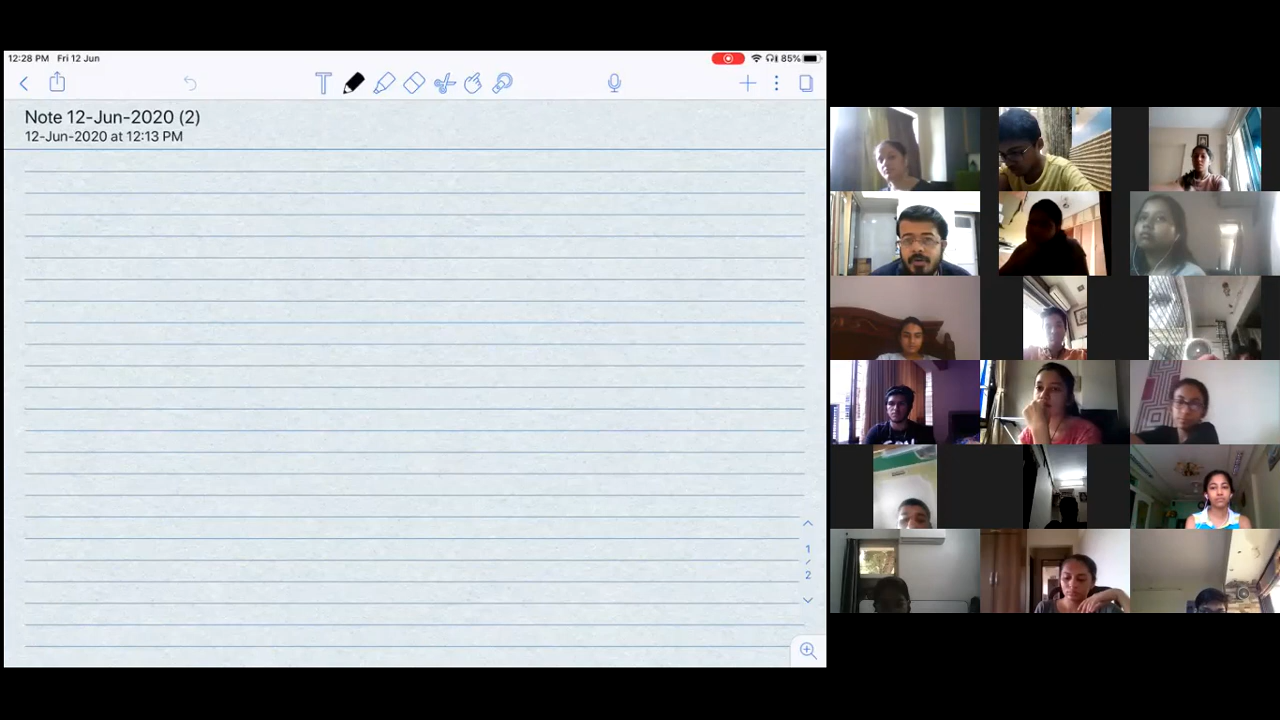 12:28 PM Fri 12 Jun
85%
T
Note 12-Jun-2020 (2)
12-Jun-2020 at 12:13 PM
1
/
2